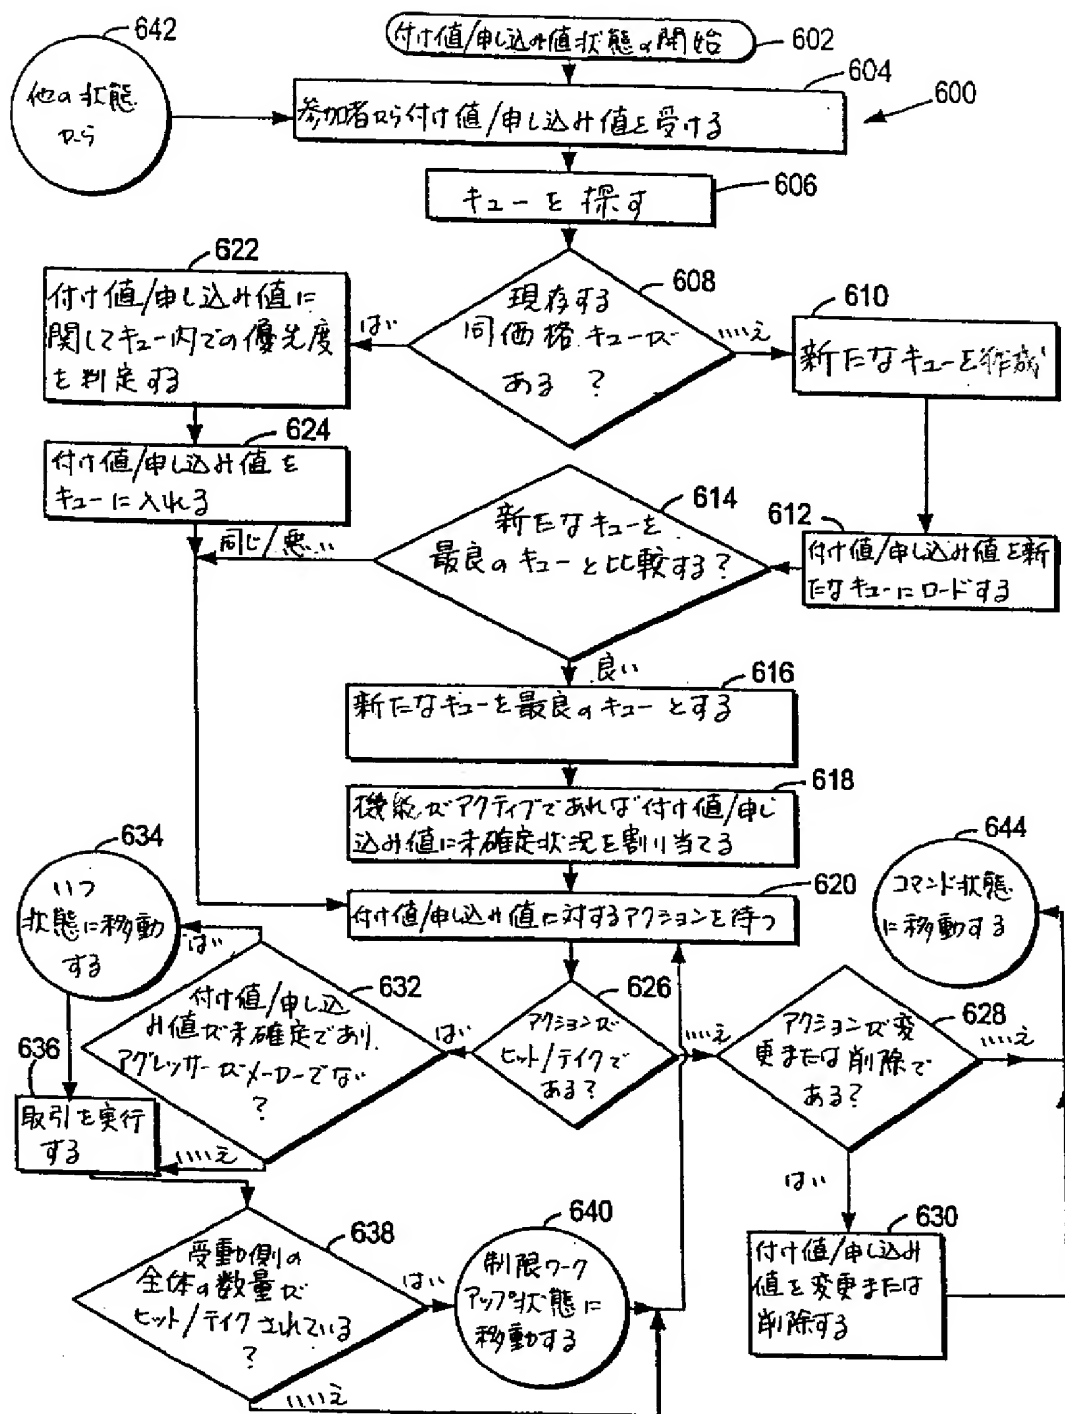 642
付け値/申し込み値状態の開始
602
604
600
他の状態
から
参加者から付け値/申し込み値を受ける
606
キューを探す
622
608
610
付け値/申し込み値に
関してキュー内での優先度
を判定する
はい
現存する
同価格キューが
ある?
いいえ
新たなキューを作成
624
付け値/申し込み値を
キューに入れる
614
612
新たなキューを
最良のキューと比較する?
同じ/悪い
付け値/申し込み値を新
たなキューにロードする
良い
616
新たなキューを最良のキューとする
618
機能がアクティブであれば付け値/申し
込み値に未確定状況を割り当てる
634
644
いつ
状態に移動
する
はい
620
付け値/申し込み値に対するアクションを待つ
コマンド状態
に移動する
632
付け値/申し込
み値が未確定であり、
アグレッサーがメーカーでない
?
はい
626
アクションが
ヒット/テイクで
ある?
いいえ
628
アクションが変
更または削除で
ある?
いいえ
636
取引を実行
する
いいえ
はい
638
受動側の
全体の数量が
ヒット/テイクされている
?
はい
640
制限ワーク
アップ状態に
移動する
630
付け値/申し込み
値を変更または
削除する
いいえ